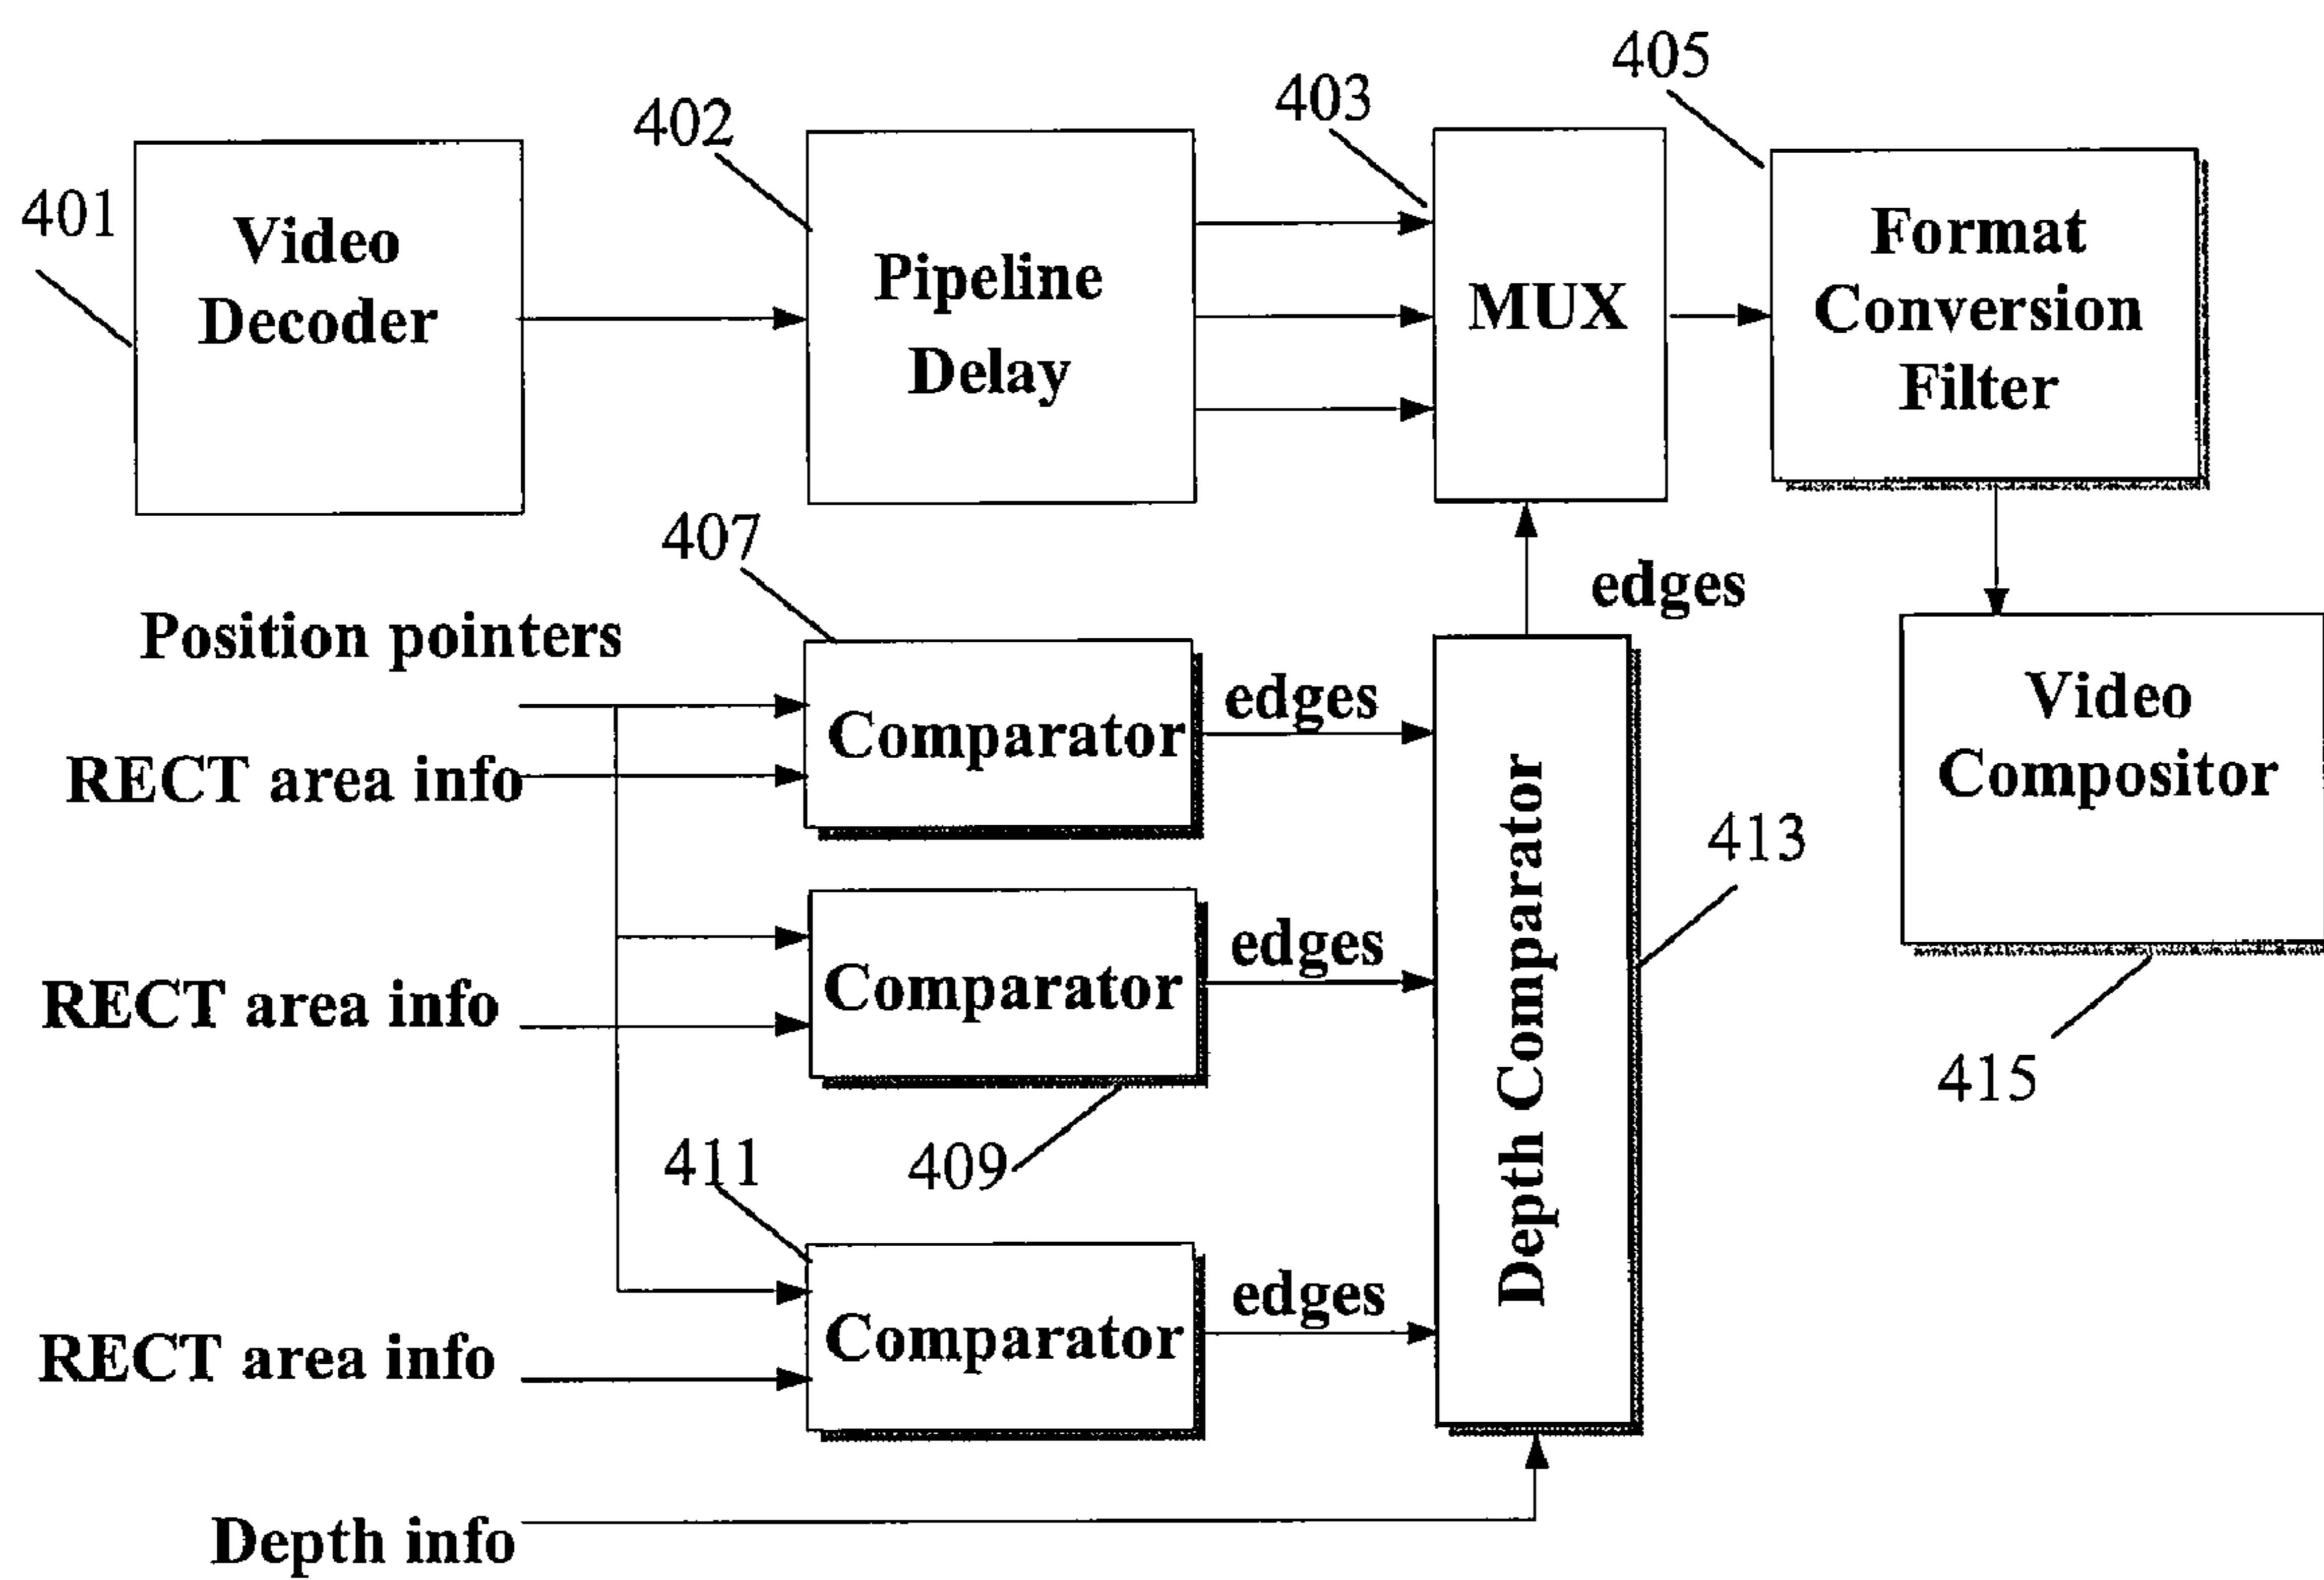 405
403
402
401
Video
Decoder
Pipeline
Delay
MUX
Format
Conversion
Filter
407
edges
Position pointers
RECT area info
Comparator
edges
Video
Compositor
413
RECT area info
Comparator
edges
Depth Comparator
415
411
409
RECT area info
Comparator
edges
Depth info